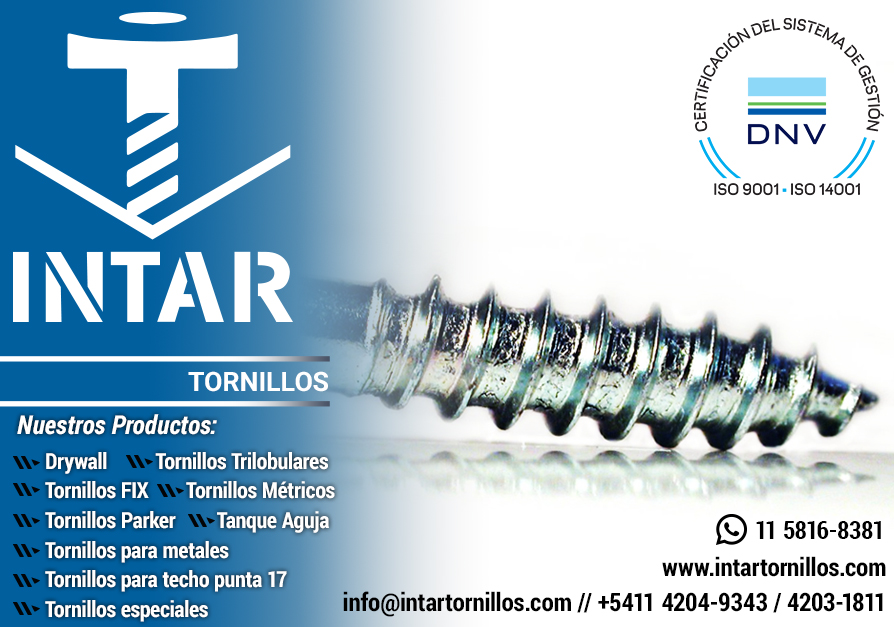 INTAR
TORNILLOS
Nuestros Productos:
Drywall Tornillos Trilobulares
Tornillos FIX Tornillos Métricos
Tornillos Parker Tanque Aguja
Tornillos para metales
Tornillos para techo punta 17
Tornillos especiales
CERTIFICACIÓN DEL SISTEMA DE GESTIÓN
DNV
ISO 9001 • ISO 14001
11 5816-8381
www.intartornillos.com
info@intartornillos.com // +5411 4204-9343 / 4203-1811